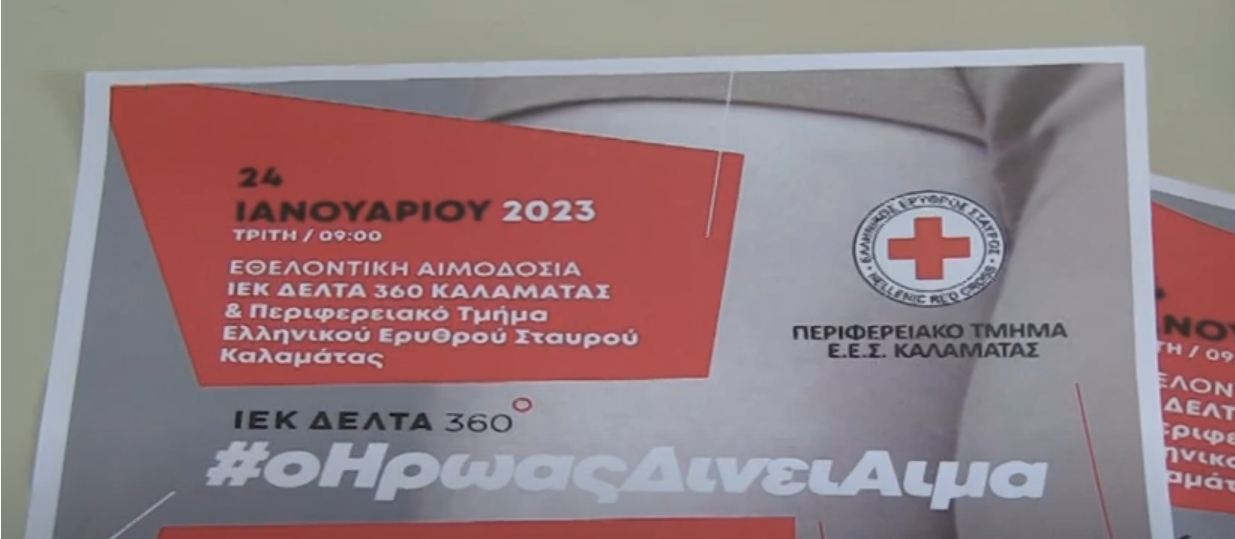 24
ΙΑΝΟΥΑΡΙΟΥ 2023
ΤΡΙΤΗ / 09:00
ΕΘΕΛΟΝΤΙΚΗ ΑΙΜΟΔΟΣΙΑ
ΙΕΚ ΔΕΛΤΑ 360 ΚΑΛΑΜΑΤΑΣ
& Περιφερειακό Τμήμα
Ελληνικού Ερυθρού Σταυρού
Καλαμάτας
ΕΛΛΗΝΙΚΟΣ ΕΡΥΘΡΟΣ ΣΤΑΥΡΟΣ
HELLENIC RED CROSS
ΠΕΡΙΦΕΡΕΙΑΚΟ ΤΜΗΜΑ
Ε.Ε.Σ. ΚΑΛΑΜΑΤΑΣ
ΙΕΚ ΔΕΛΤΑ 360°
#οΗρωαςΔινειΑιμα